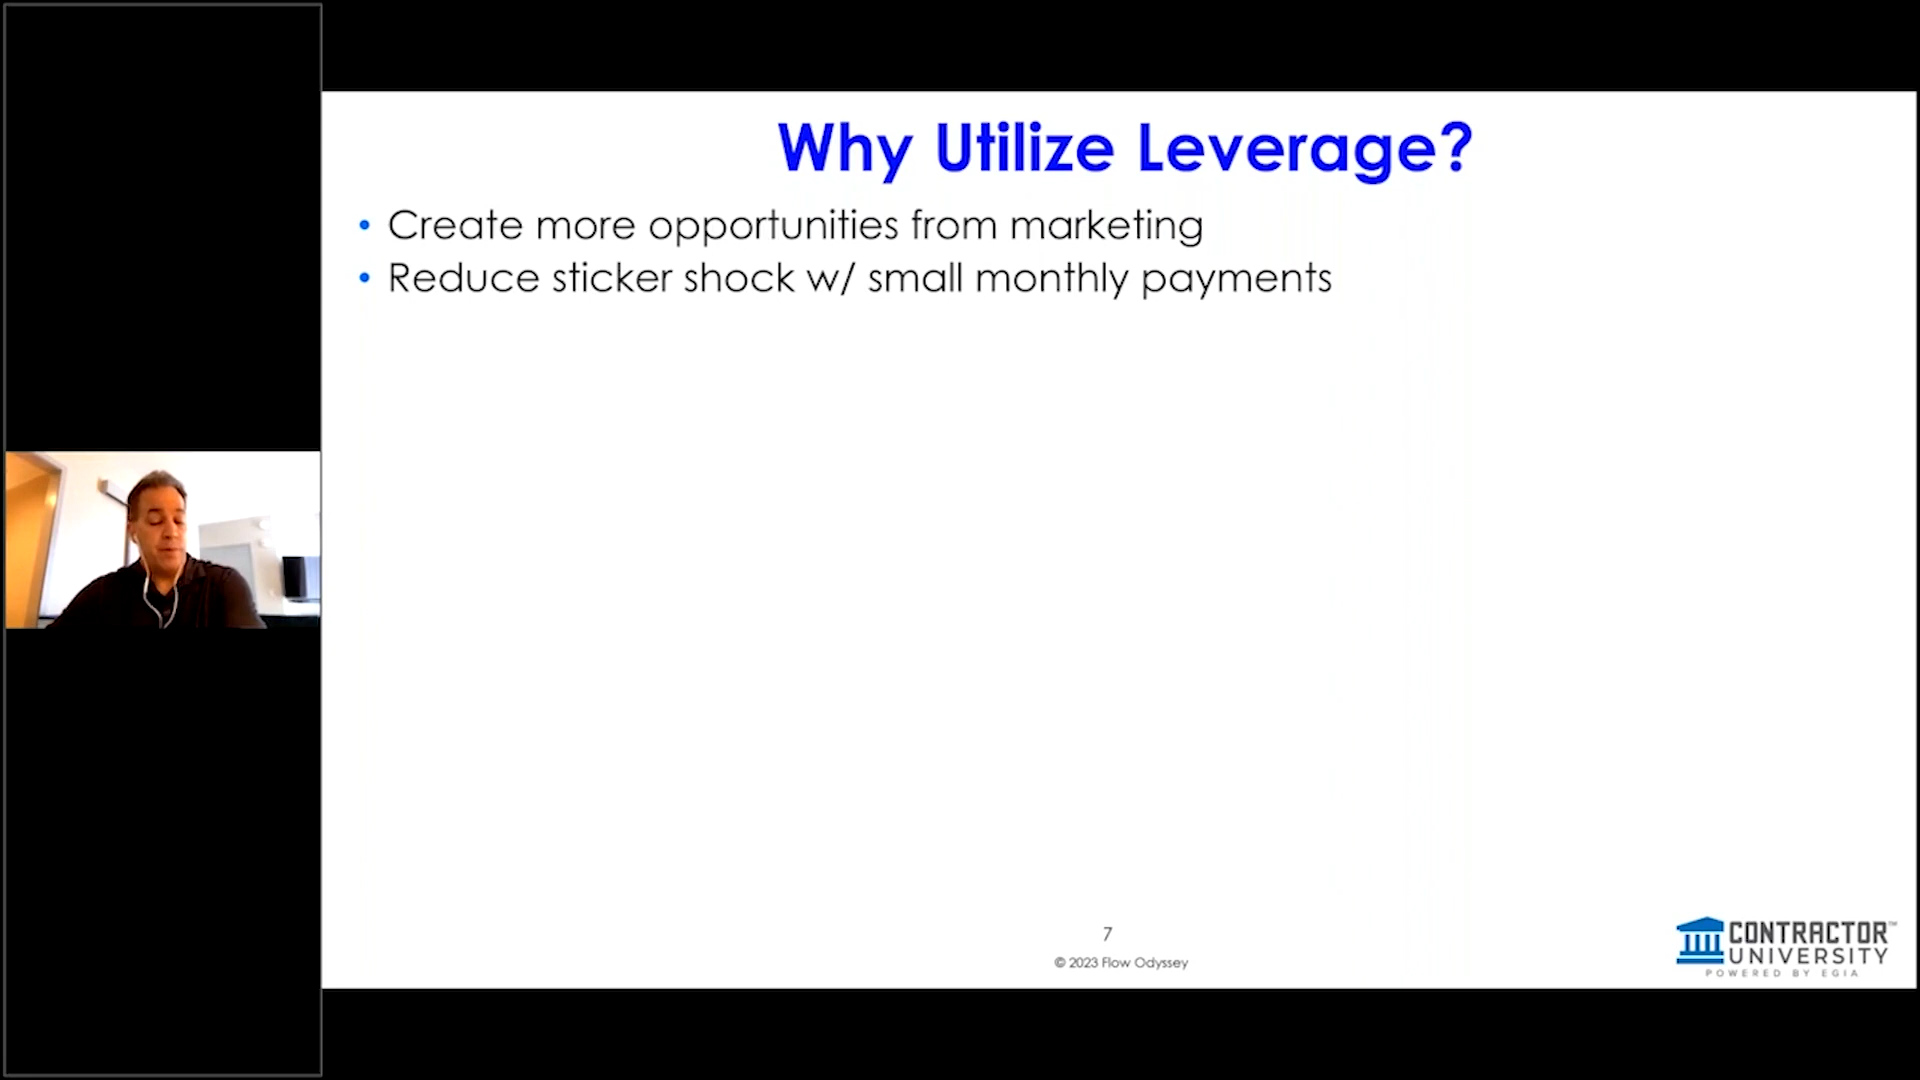 Why Utilize Leverage?
• Create more opportunities from marketing
• Reduce sticker shock w/ small monthly payments
7
© 2023 Flow Odyssey
CONTRACTOR™
UNIVERSITY
POWERED BY EGIA